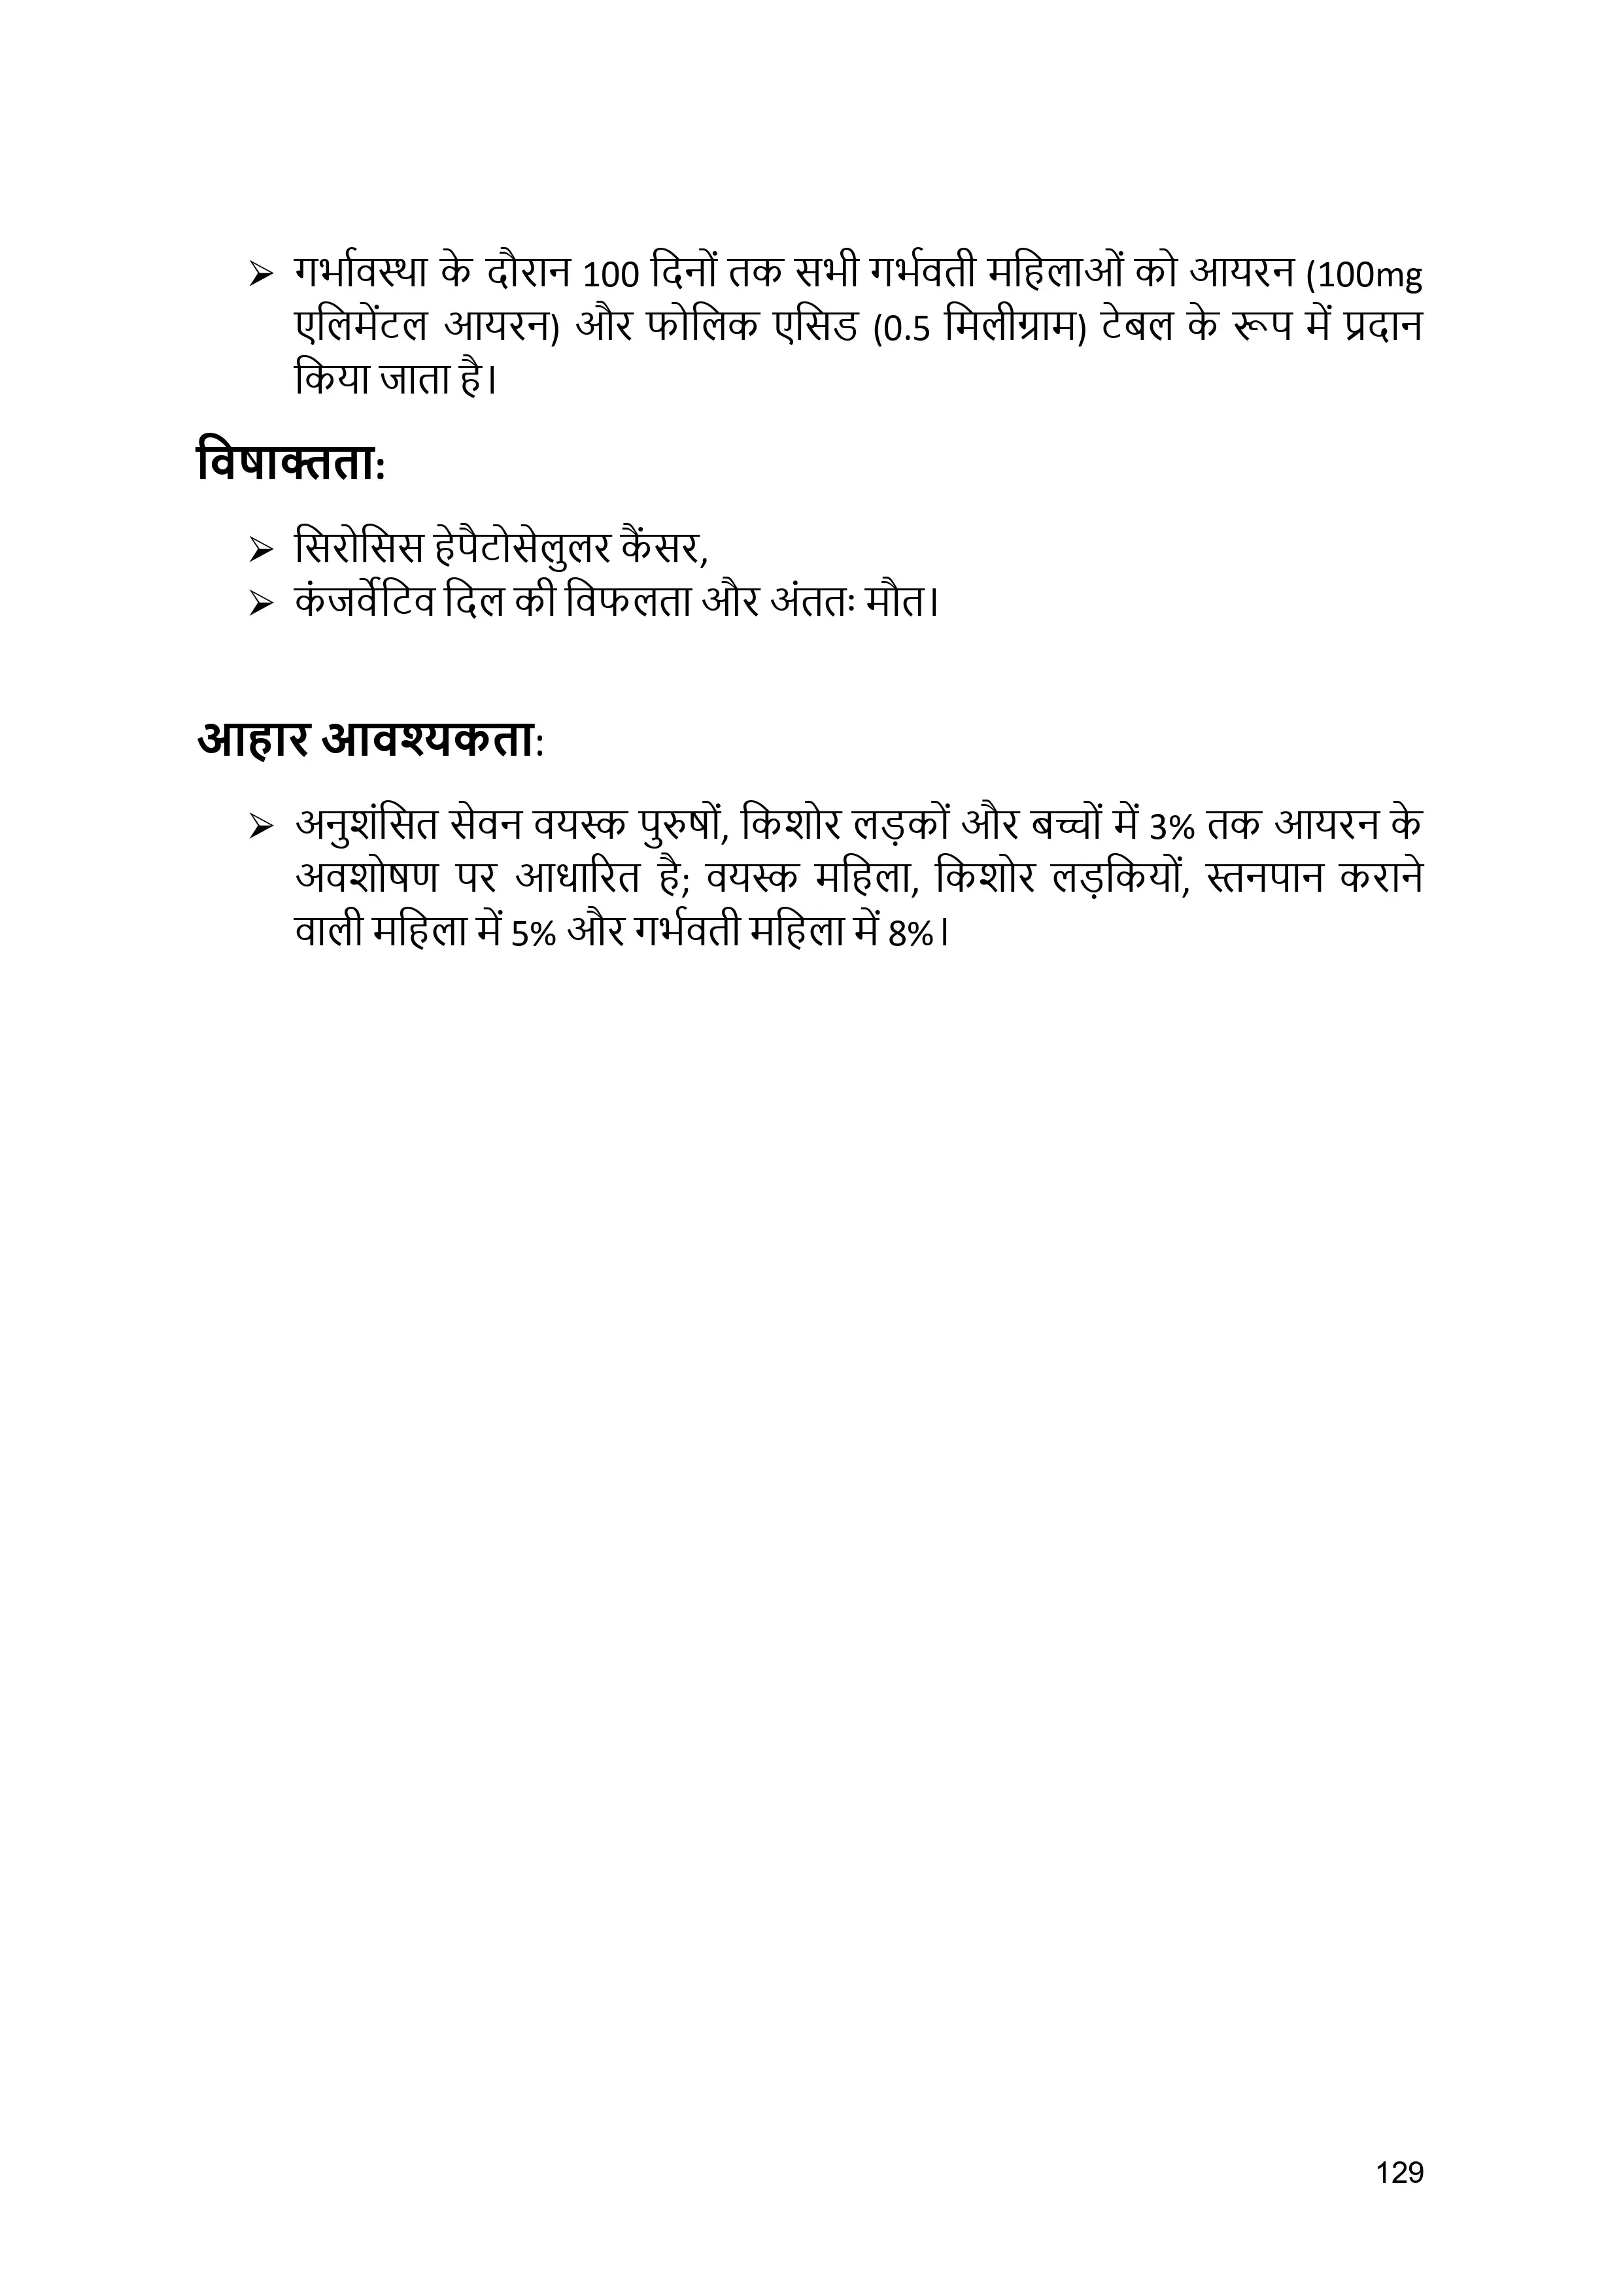 ➢ गर्भावस्था के दौरान 100 दिनों तक सभी गर्भवती महिलाओं को आयरन (100mg
एलिमेंटल आयरन) और फोलिक एसिड (0.5 मिलीग्राम) टेबल के रूप में प्रदान
किया जाता है।
विषाक्तता:
➢ सिरोसिस हेपैटोसेलुलर कैंसर,
➢ कंजर्वेटिव दिल की विफलता और अंततः मौत।
आहार आवश्यकता:
➢ अनुशंसित सेवन वयस्क पुरुषों, किशोर लड़कों और बच्चों में 3% तक आयरन के
अवशोषण पर आधारित है; वयस्क महिला, किशोर लड़कियों, स्तनपान कराने
वाली महिला में 5% और गर्भवती महिला में 8%।
129